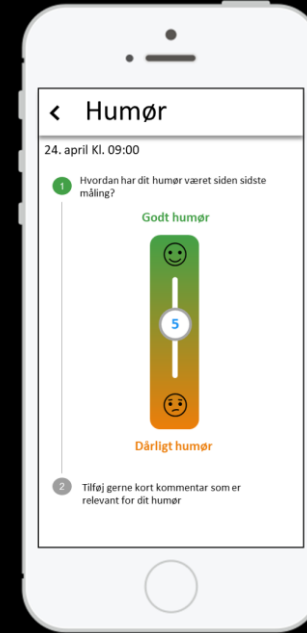 Humør
24. april Kl. 09:00
1 Hvordan har dit humør været siden sidste
måling?
Godt humør
5
Dårligt humør
2 Tilføj gerne kort kommentar som er
relevant for dit humør